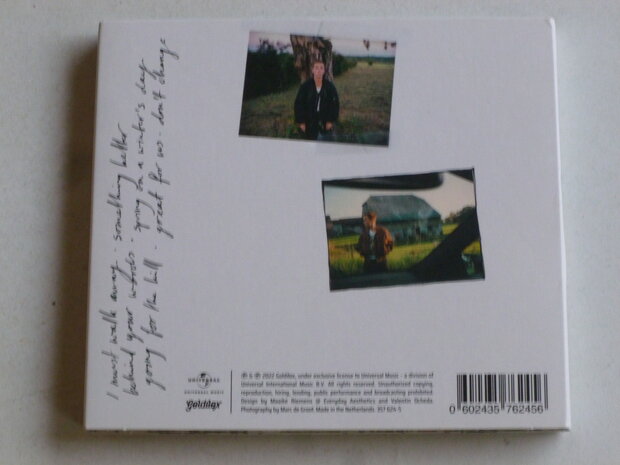 I must walk away - something better
behind your words - spring on a winter's day
going for the kill - great for us - don't change
UNIVERSAL
UNIVERSAL MUSIC
Goldilox
℗ & © 2022 Goldilox, under exclusive license to Universal Music - a division of
Universal International Music B.V. All rights reserved. Unauthorized copying,
reproduction, hiring, lending, public performance and broadcasting prohibited.
Design by Maaike Riemens @ Everyday Aesthetics and Valentin Ochedo.
Photography by Marc de Groot. Made in the Netherlands. 357 624-5
0 602435 762456